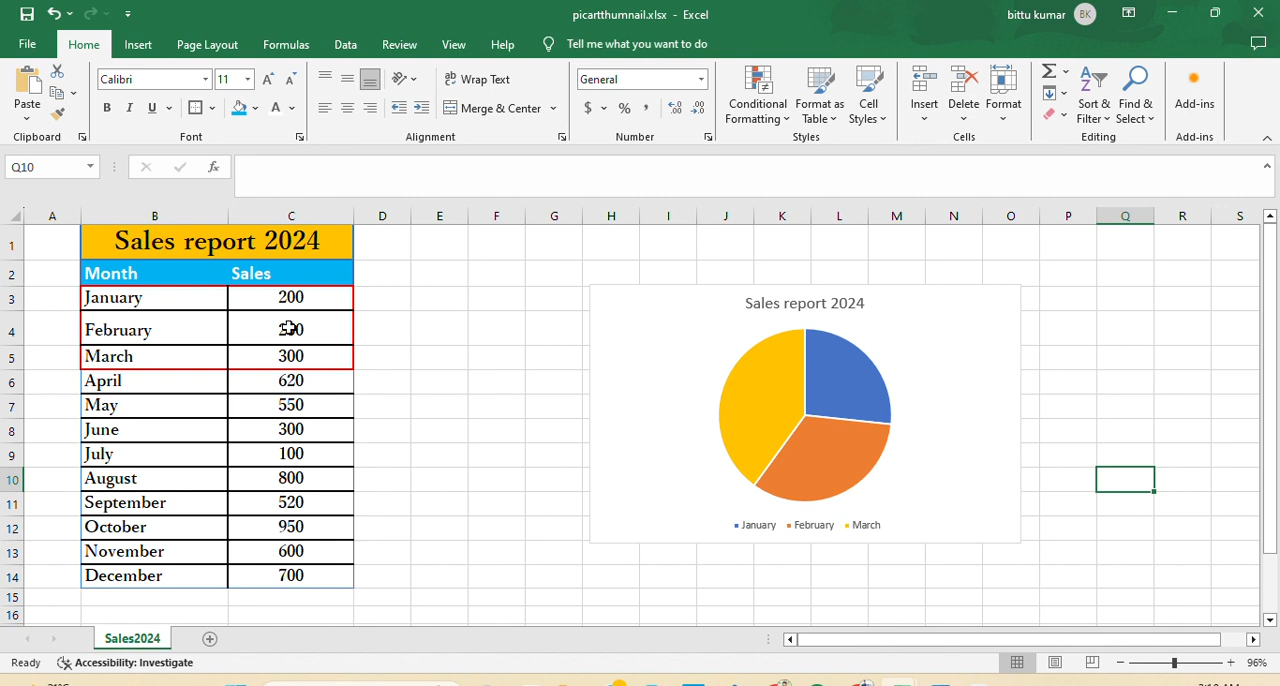 picartthumnail.xlsx - Excel
bittu kumar BK
File Home Insert Page Layout Formulas Data Review View Help Tell me what you want to do
Calibri 11 Wrap Text General
Paste Merge & Center $ % Conditional Formatting Format as Table Cell Styles Insert Delete Format Sort & Filter Find & Select Add-ins
Clipboard Font Alignment Number Styles Cells Editing Add-ins
Q10 fx
A B C D E F G H I J K L M N O P Q R S
1 Sales report 2024
2 Month Sales
3 January 200
4 February
5 March 300
6 April 620
7 May 550
8 June 300
9 July 100
10 August 800
11 September 520
12 October 950
13 November 600
14 December 700
15
16
Sales report 2024
January February March
Sales2024
Ready Accessibility: Investigate 96%